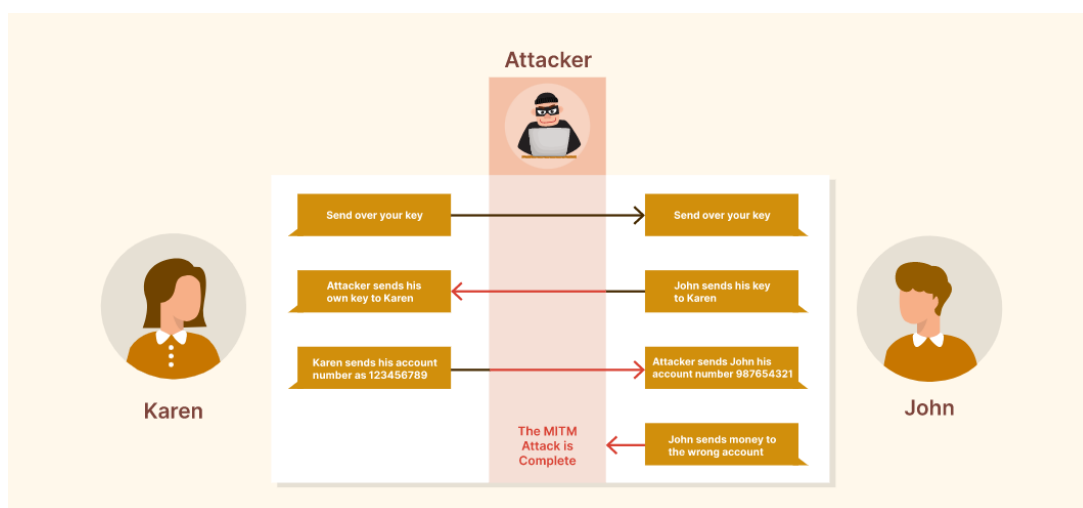 Attacker
Send over your key
Send over your key
Attacker sends his
own key to Karen
John sends his key
to Karen
Karen sends his account
number as 123456789
Attacker sends John his
account number 987654321
Karen
John
The MITM
Attack is
Complete
John sends money to
the wrong account